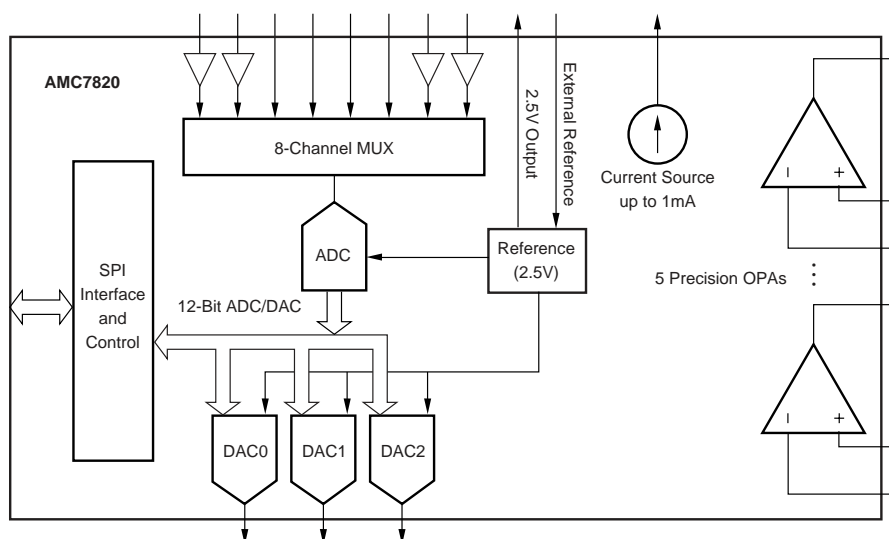 AMC7820
8-Channel MUX
2.5V Output
External Reference
Current Source
up to 1mA
ADC
Reference
(2.5V)
SPI
Interface
and
Control
12-Bit ADC/DAC
5 Precision OPAs
DAC0
DAC1
DAC2